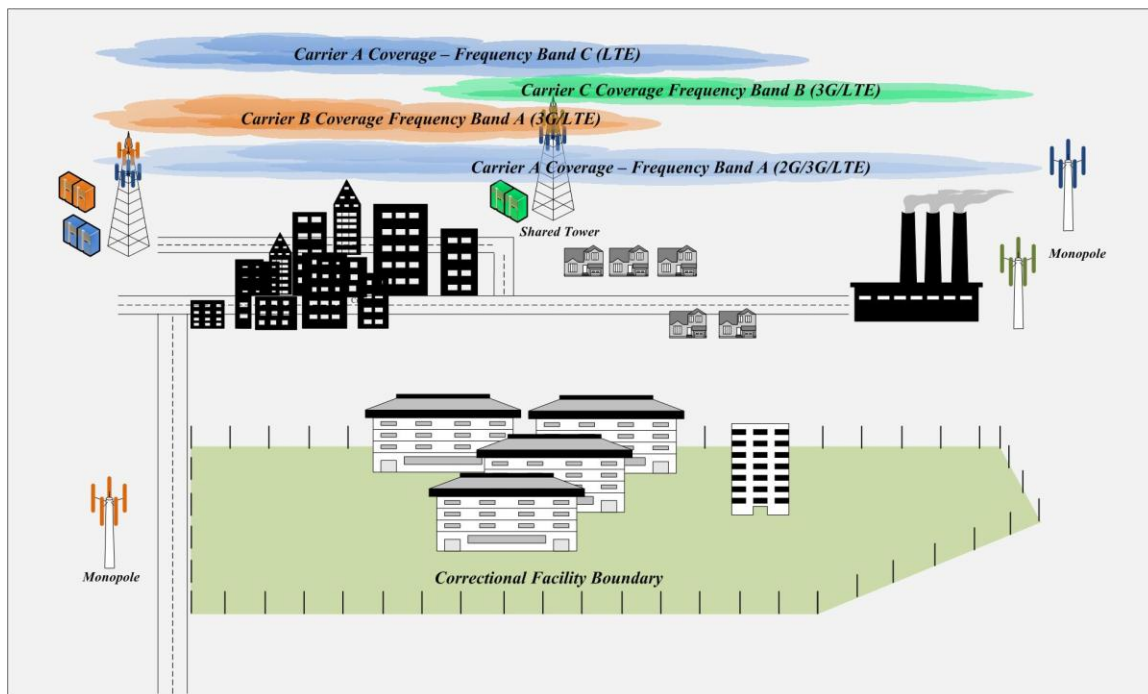 Carrier A Coverage – Frequency Band C (LTE)
Carrier C Coverage Frequency Band B (3G/LTE)
Carrier B Coverage Frequency Band A (3G/LTE)
Carrier A Coverage – Frequency Band A (2G/3G/LTE)
Shared Tower
Monopole
Monopole
Correctional Facility Boundary